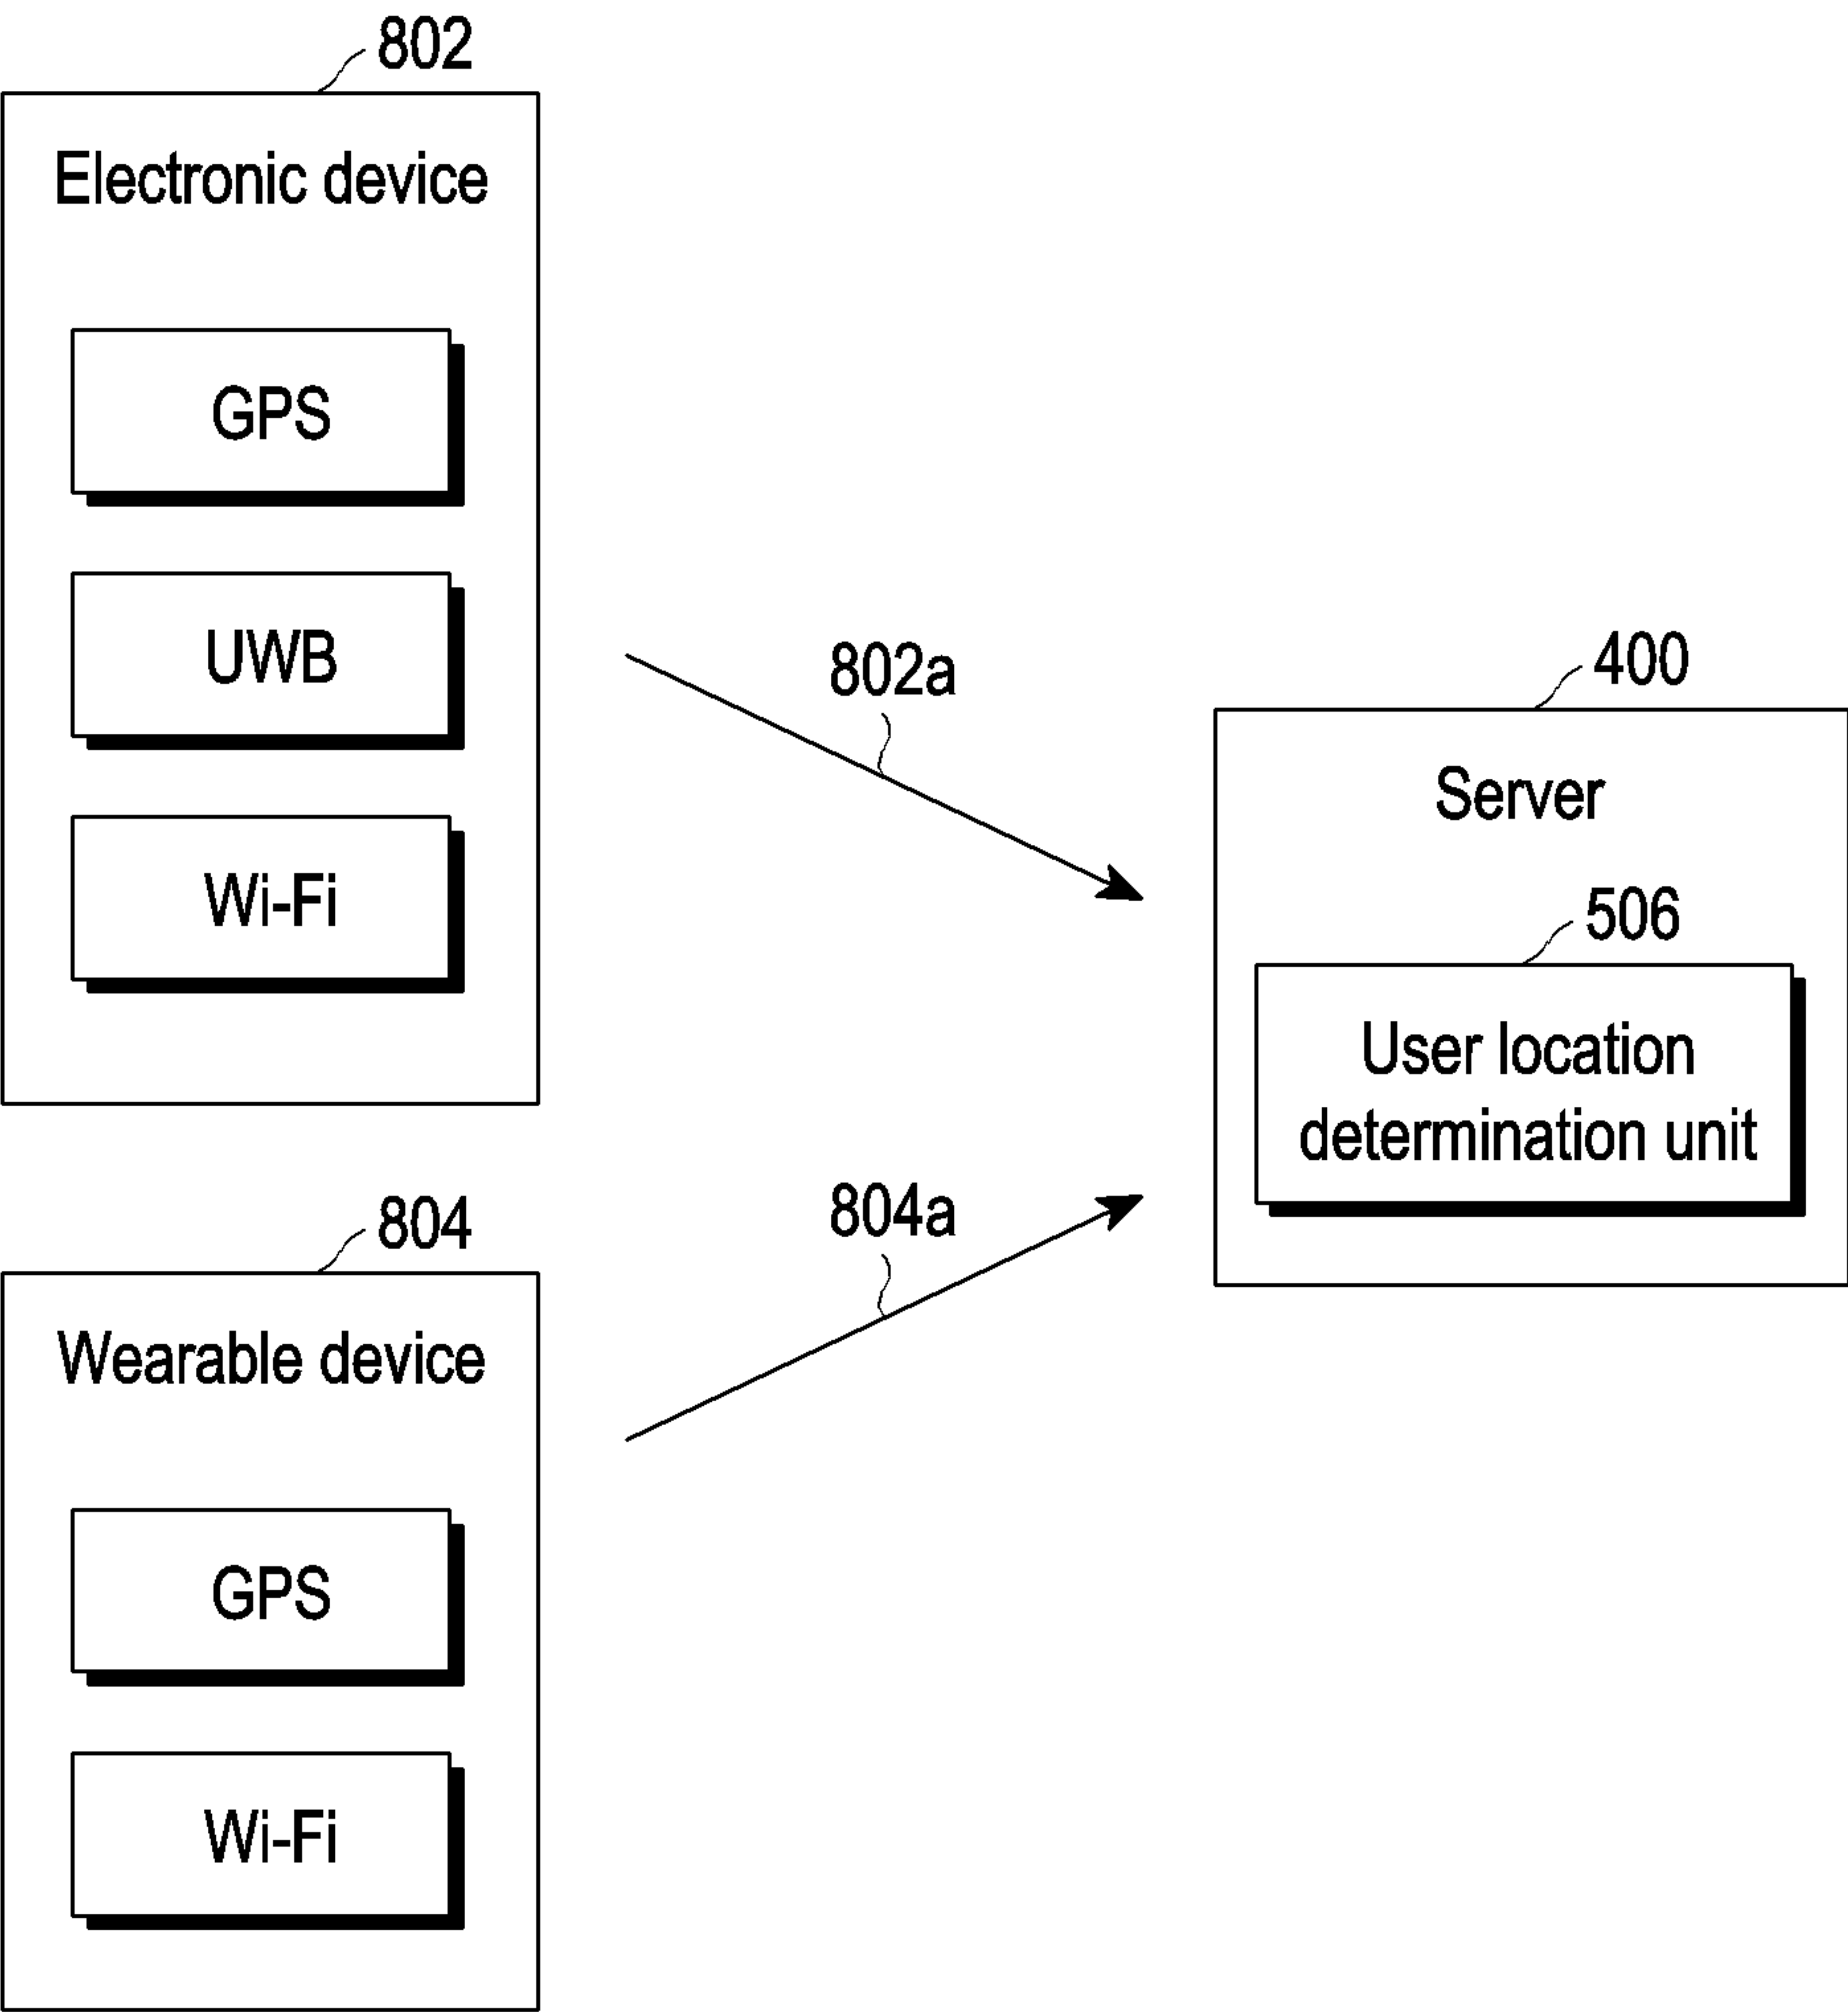 802
Electronic device
GPS
UWB
Wi-Fi
802a
400
Server
506
User location
determination unit
804a
804
Wearable device
GPS
Wi-Fi